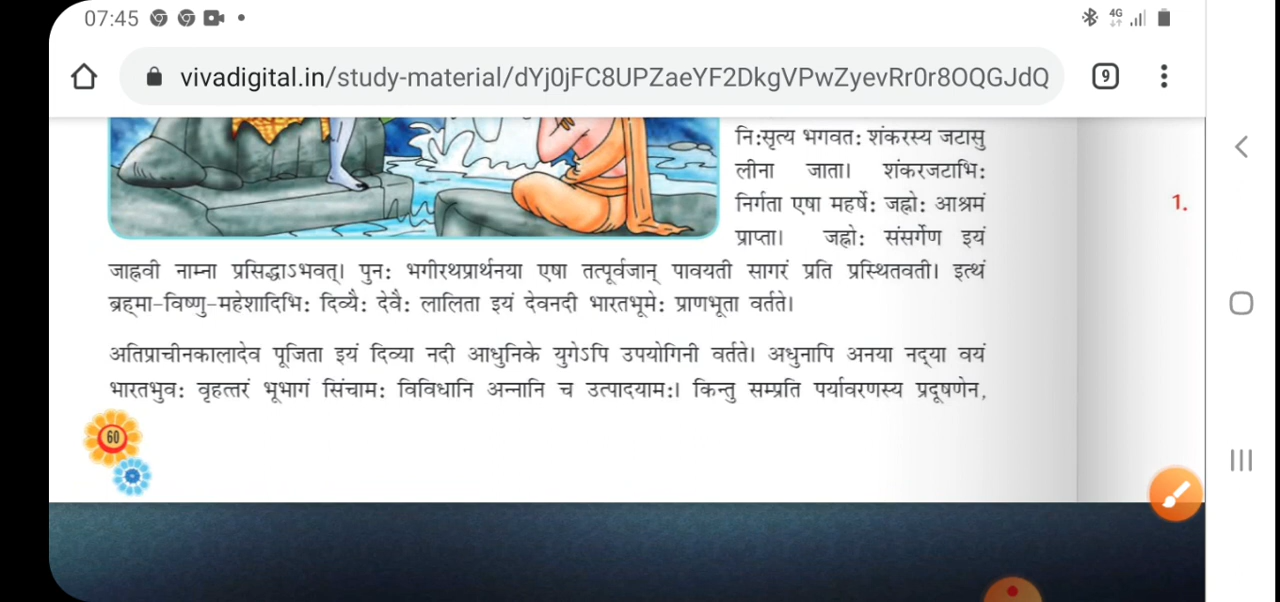 07:45
4G
vivadigital.in/study-material/dYj0jFC8UPZaeYF2DkgVPwZyevRr0r8OQGJdQ
9
नि:सृत्य भगवत: शंकरस्य जटासु
लीना जाता। शंकरजटाभि:
निर्गता एषा महर्षे: जह्नो: आश्रमं
प्राप्ता। जह्नो: संसर्गेण इयं
जाह्नवी नाम्ना प्रसिद्धाऽभवत्। पुन: भगीरथप्रार्थनया एषा तत्पूर्वजान् पावयती सागरं प्रति प्रस्थितवती। इत्थं
ब्रह्मा-विष्णु-महेशादिभि: दिव्यै: देवै: लालिता इयं देवनदी भारतभूमे: प्राणभूता वर्तते।
अतिप्राचीनकालादेव पूजिता इयं दिव्या नदी आधुनिके युगेऽपि उपयोगिनी वर्तते। अधुनापि अनया नद्या वयं
भारतभुव: वृहत्तरं भूभागं सिंचाम: विविधानि अन्नानि च उत्पादयाम:। किन्तु सम्प्रति पर्यावरणस्य प्रदूषणेन,
60
1.